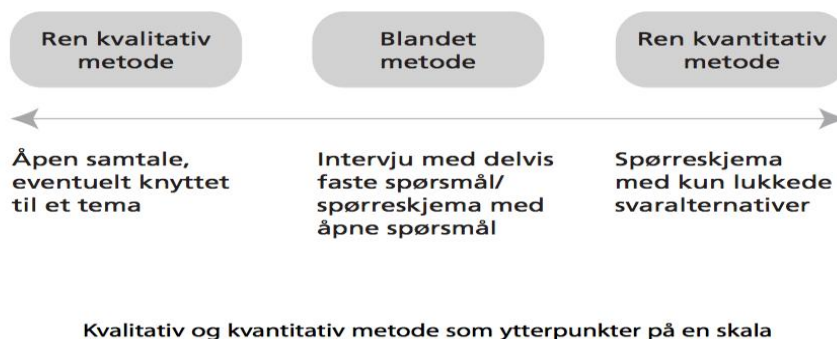 Ren kvalitativ
metode
Blandet
metode
Ren kvantitativ
metode
Åpen samtale,
eventuelt knyttet
til et tema
Intervju med delvis
faste spørsmål/
spørreskjema med
åpne spørsmål
Spørreskjema
med kun lukkede
svaralternativer
Kvalitativ og kvantitativ metode som ytterpunkter på en skala